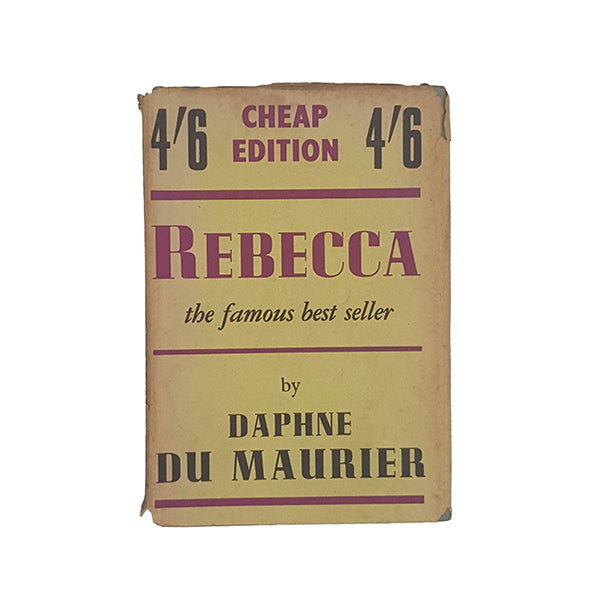 4/6 CHEAP EDITION 4/6
REBECCA
the famous best seller
by
DAPHNE
DU MAURIER